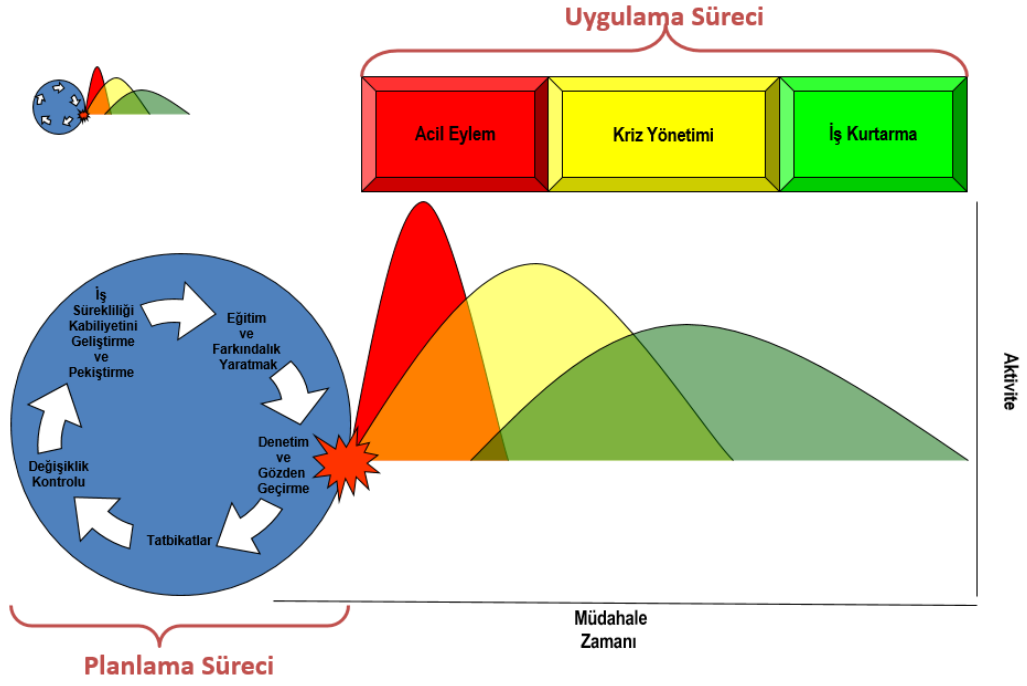 Uygulama Süreci
Acil Eylem
Kriz Yönetimi
İş Kurtarma
İş
Sürekliliği
Kabiliyetini
Geliştirme
ve
Pekiştirme
Eğitim
ve
Farkındalık
Yaratmak
Denetim
ve
Gözden
Geçirme
Tatbikatlar
Değişiklik
Kontrolu
Aktivite
Müdahale
Zamanı
Planlama Süreci